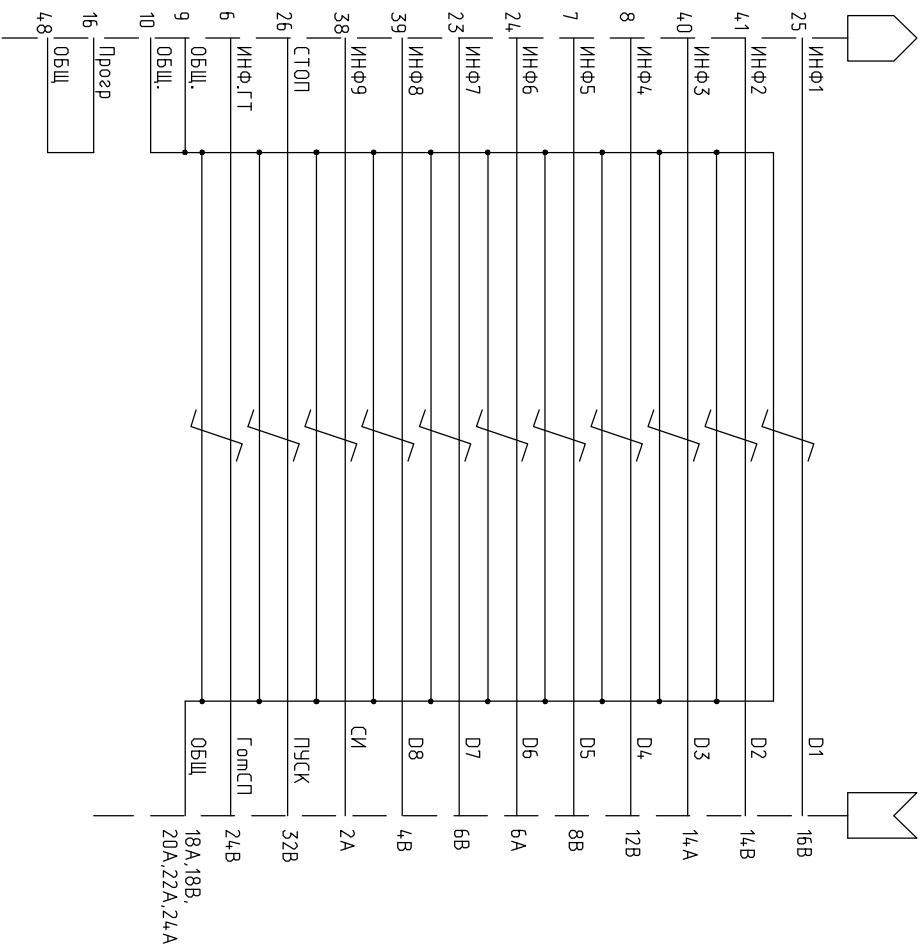 25 ИНФ1 D1 16В
41 ИНФ2 D2 14В
40 ИНФ3 D3 14А
8 ИНФ4 D4 12В
7 ИНФ5 D5 8В
24 ИНФ6 D6 6А
23 ИНФ7 D7 6В
39 ИНФ8 D8 4В
38 ИНФ9 СИ 2А
26 СТОП ПУСК 32В
6 ИНФ.ГТ ГотСП 24В
9 ОБЩ. ОБЩ 18А,18В,
20А,22А,24А
10 ОБЩ.
16 Прогр
48 ОБЩ